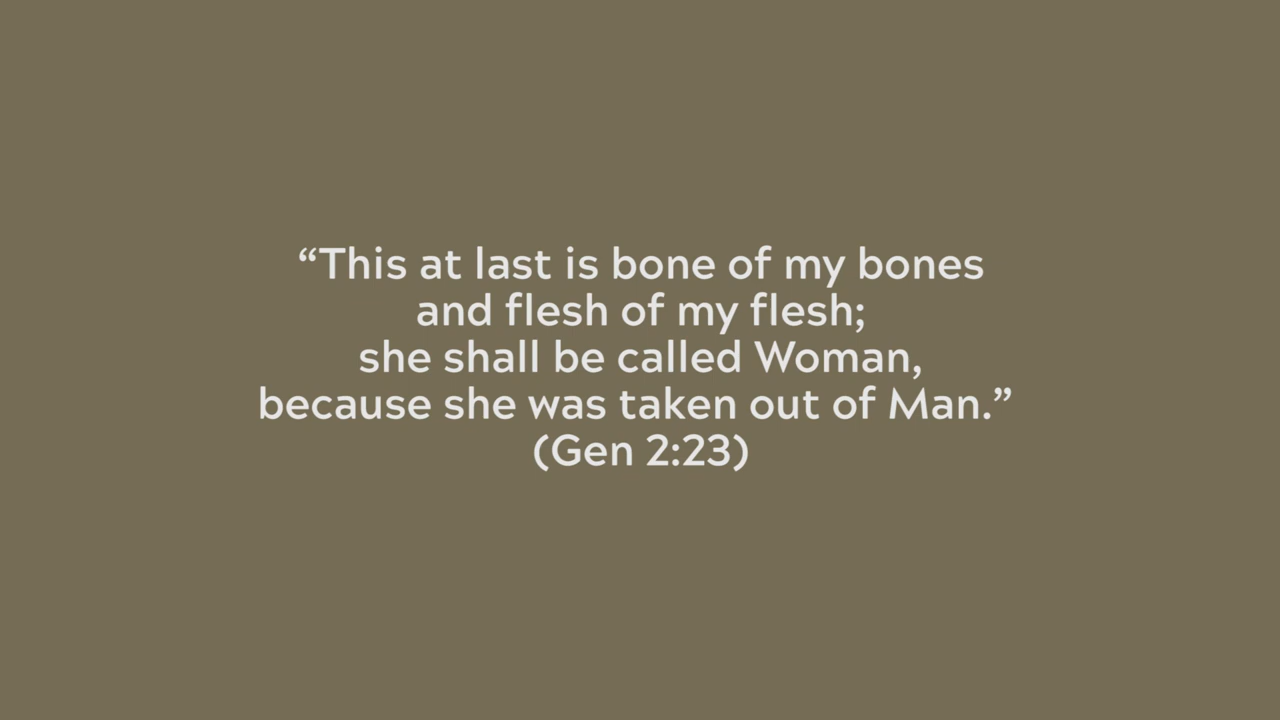 “This at last is bone of my bones
and flesh of my flesh;
she shall be called Woman,
because she was taken out of Man.”
(Gen 2:23)